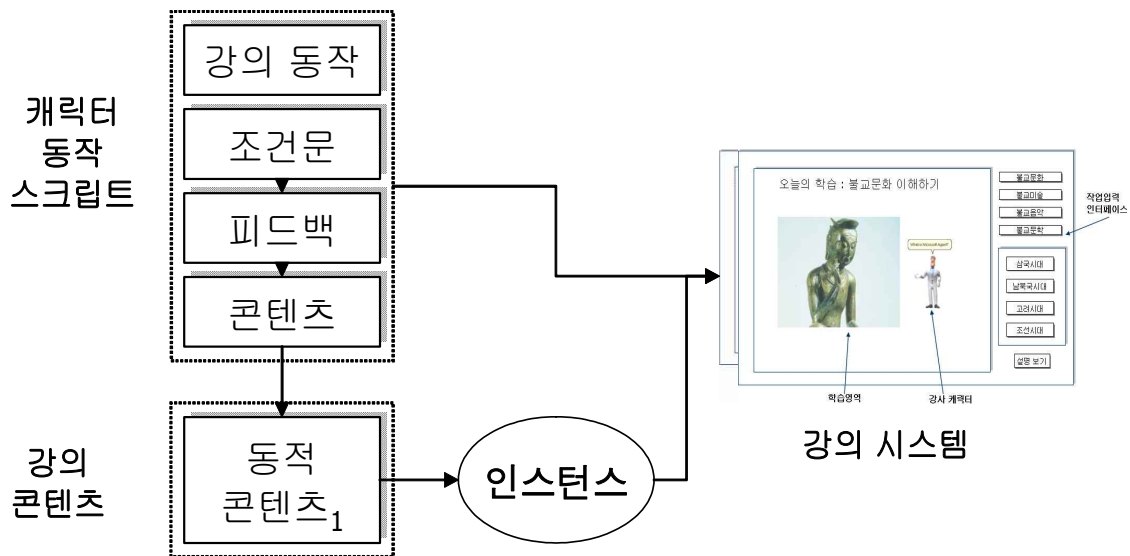 캐릭터
동작
스크립트
강의 동작
조건문
피드백
콘텐츠
강의
콘텐츠
동적
콘텐츠1
인스턴스
오늘의 학습 : 불교문화 이해하기
What is Microsoft Agent?
불교문화
불교미술
불교음악
불교문학
삼국시대
남북국시대
고려시대
조선시대
설명 보기
작업입력
인터페이스
학습영역
강사 캐릭터
강의 시스템